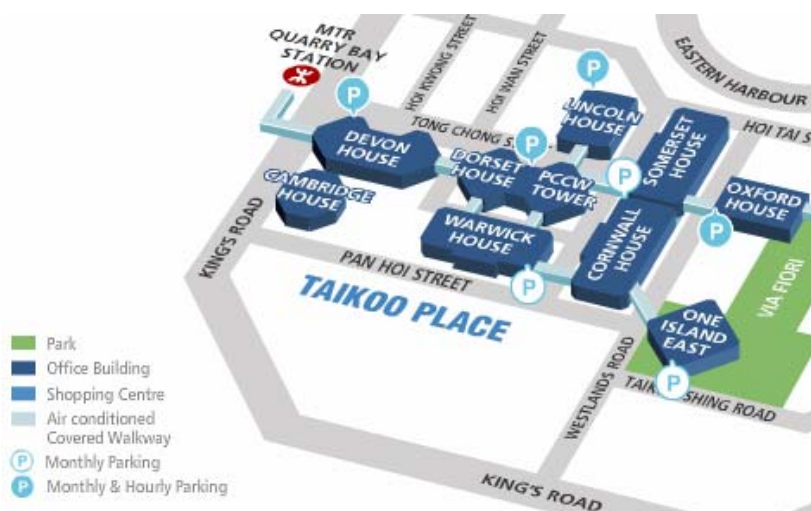 MTR
QUARRY BAY
STATION
HOI KWONG STREET
HOI WAN STREET
EASTERN HARBOUR
P
P
LINCOLN
HOUSE
TONG CHONG S
HOI TAI S
DEVON
HOUSE
P
DORSET
HOUSE
PCCW
TOWER
P
SOMERSET
HOUSE
OXFORD
HOUSE
P
CAMBRIDGE
HOUSE
WARWICK
HOUSE
CORNWALL
HOUSE
KING'S ROAD
PAN HOI STREET
P
VIA FIORI
TAIKOO PLACE
ONE
ISLAND
EAST
P
WESTLANDS ROAD
TAIK
SHING ROAD
KING'S ROAD
Park
Office Building
Shopping Centre
Air conditioned
Covered Walkway
P Monthly Parking
P Monthly & Hourly Parking